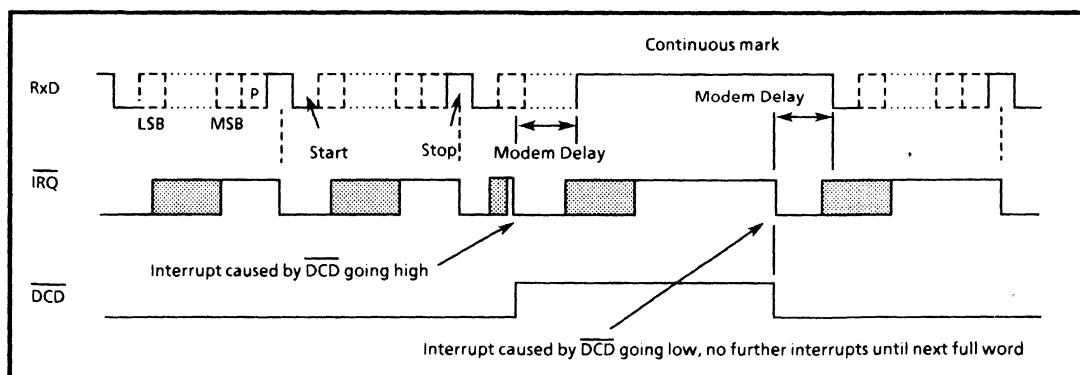 Continuous mark
RxD
P
Modem Delay
LSB
MSB
Start
Stop
Modem Delay
IRQ
Interrupt caused by DCD going high
DCD
Interrupt caused by DCD going low, no further interrupts until next full word